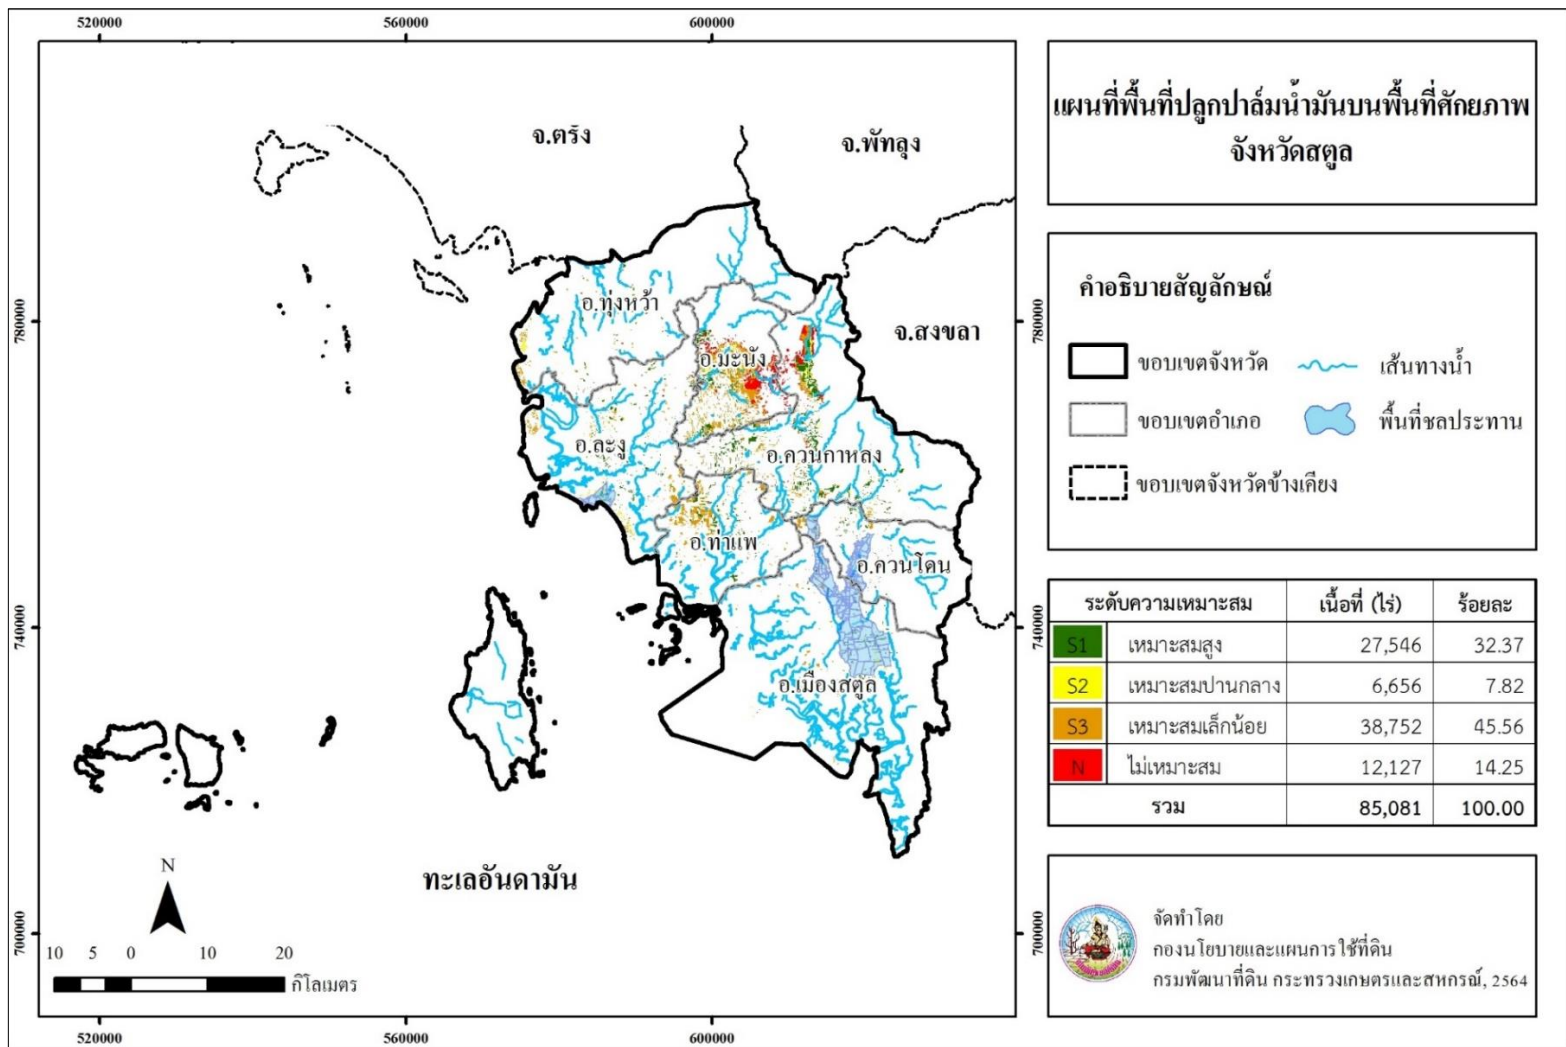 520000
560000
600000
แผนที่พื้นที่ปลูกปาล์มน้ำมันบนพื้นที่ศักยภาพ
จังหวัดสตูล
จ.ตรัง
จ.พัทลุง
จ.สงขลา
อ.ทุ่งหว้า
อ.มะนัง
อ.ละงู
อ.ควนกาหลง
อ.ท่าแพ
อ.ควนโดน
อ.เมืองสตูล
ทะเลอันดามัน
780000
740000
700000
780000
740000
700000
N
10 5 0 10 20
กิโลเมตร
520000
560000
600000
คำอธิบายสัญลักษณ์
ขอบเขตจังหวัด
เส้นทางน้ำ
ขอบเขตอำเภอ
พื้นที่ชลประทาน
ขอบเขตจังหวัดข้างเคียง
ระดับความเหมาะสม เนื้อที่ (ไร่) ร้อยละ
S1 เหมาะสมสูง 27,546 32.37
S2 เหมาะสมปานกลาง 6,656 7.82
S3 เหมาะสมเล็กน้อย 38,752 45.56
N ไม่เหมาะสม 12,127 14.25
รวม 85,081 100.00
จัดทำโดย
กองนโยบายและแผนการใช้ที่ดิน
กรมพัฒนาที่ดิน กระทรวงเกษตรและสหกรณ์, 2564